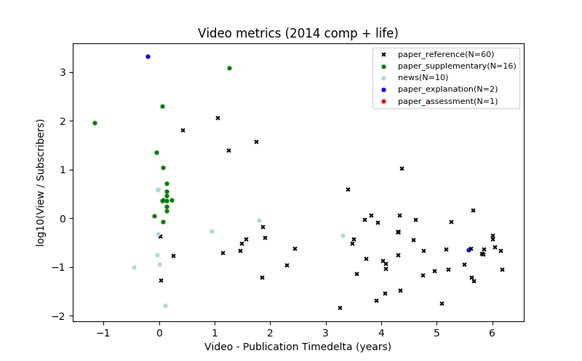 Video metrics (2014 comp + life)
paper_reference(N=60)
paper_supplementary(N=16)
news(N=10)
paper_explanation(N=2)
paper_assessment(N=1)
log10(View / Subscribers)
3
2
1
0
−1
−2
−1 0 1 2 3 4 5 6
Video - Publication Timedelta (years)